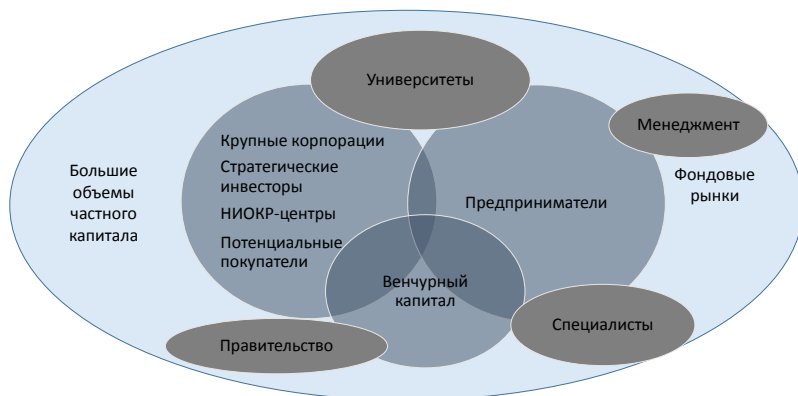 Университеты
Менеджмент
Крупные корпорации
Стратегические
инвесторы
НИОКР-центры
Потенциальные
покупатели
Большие
объемы
частного
капитала
Фондовые
рынки
Предприниматели
Венчурный
капитал
Специалисты
Правительство